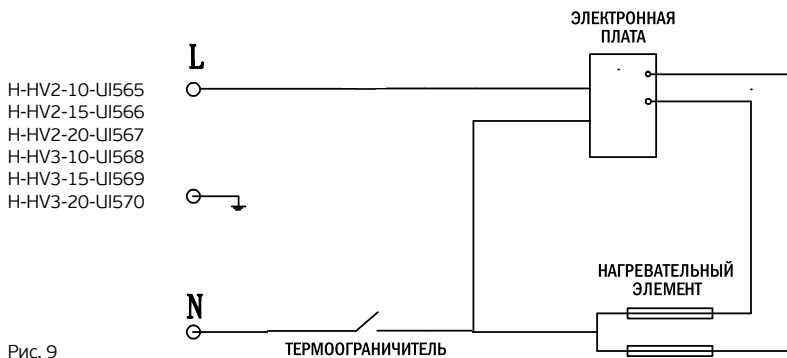 ЭЛЕКТРОННАЯ
ПЛАТА
L
H-HV2-10-UI565
H-HV2-15-UI566
H-HV2-20-UI567
H-HV3-10-UI568
H-HV3-15-UI569
H-HV3-20-UI570
НАГРЕВАТЕЛЬНЫЙ
ЭЛЕМЕНТ
N
ТЕРМООГРАНИЧИТЕЛЬ
Рис. 9